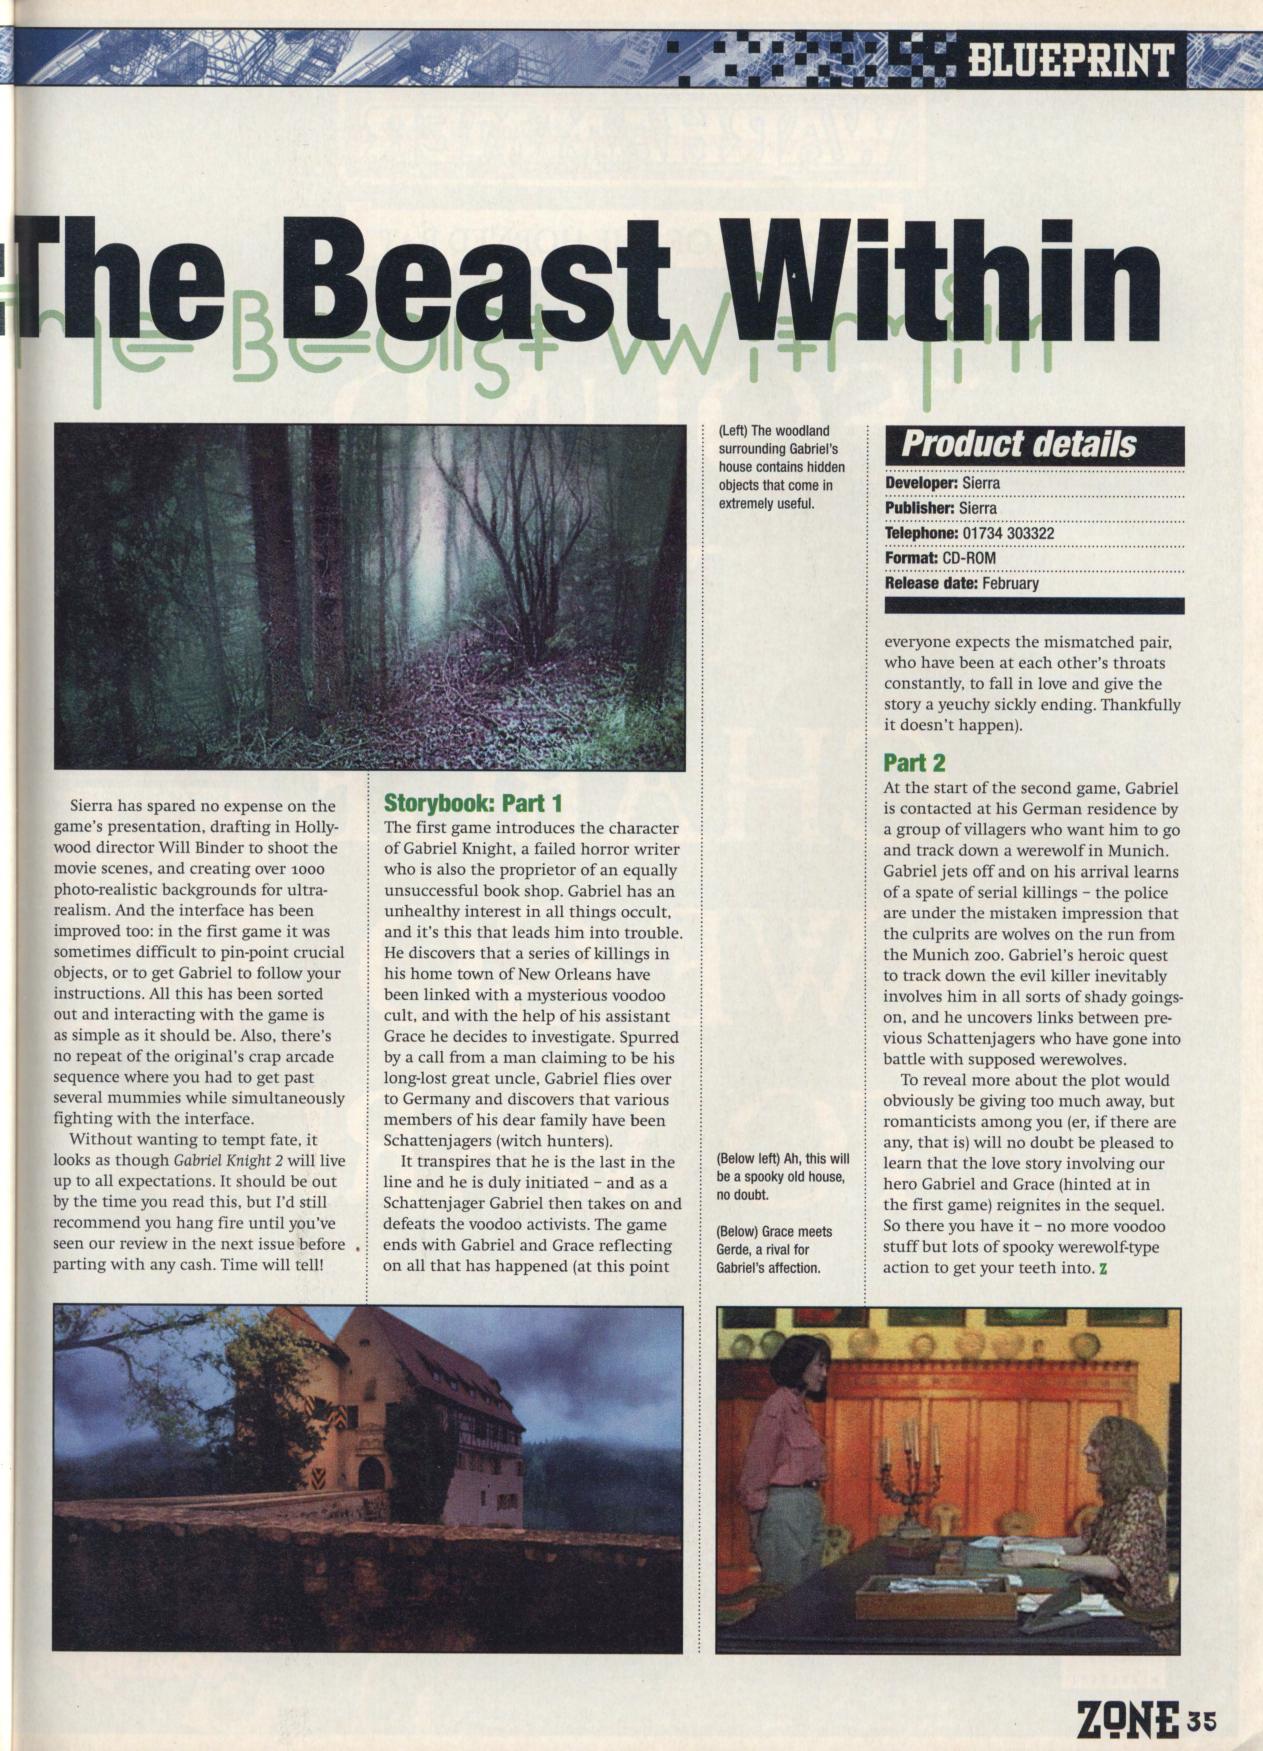 BLUEPRINT
The Beast Within
The Beast Within
(Left) The woodland
surrounding Gabriel's
house contains hidden
objects that come in
extremely useful.
Product details
Developer: Sierra
Publisher: Sierra
Telephone: 01734 303322
Format: CD-ROM
Release date: February
Sierra has spared no expense on the
game's presentation, drafting in Holly-
wood director Will Binder to shoot the
movie scenes, and creating over 1000
photo-realistic backgrounds for ultra-
realism. And the interface has been
improved too: in the first game it was
sometimes difficult to pin-point crucial
objects, or to get Gabriel to follow your
instructions. All this has been sorted
out and interacting with the game is
as simple as it should be. Also, there's
no repeat of the original's crap arcade
sequence where you had to get past
several mummies while simultaneously
fighting with the interface.
Without wanting to tempt fate, it
looks as though Gabriel Knight 2 will live
up to all expectations. It should be out
by the time you read this, but I'd still
recommend you hang fire until you've
seen our review in the next issue before
parting with any cash. Time will tell!
Storybook: Part 1
The first game introduces the character
of Gabriel Knight, a failed horror writer
who is also the proprietor of an equally
unsuccessful book shop. Gabriel has an
unhealthy interest in all things occult,
and it's this that leads him into trouble.
He discovers that a series of killings in
his home town of New Orleans have
been linked with a mysterious voodoo
cult, and with the help of his assistant
Grace he decides to investigate. Spurred
by a call from a man claiming to be his
long-lost great uncle, Gabriel flies over
to Germany and discovers that various
members of his dear family have been
Schattenjagers (witch hunters).
It transpires that he is the last in the
line and he is duly initiated – and as a
Schattenjager Gabriel then takes on and
defeats the voodoo activists. The game
ends with Gabriel and Grace reflecting
on all that has happened (at this point
everyone expects the mismatched pair,
who have been at each other's throats
constantly, to fall in love and give the
story a yeuchy sickly ending. Thankfully
it doesn't happen).
Part 2
At the start of the second game, Gabriel
is contacted at his German residence by
a group of villagers who want him to go
and track down a werewolf in Munich.
Gabriel jets off and on his arrival learns
of a spate of serial killings – the police
are under the mistaken impression that
the culprits are wolves on the run from
the Munich zoo. Gabriel's heroic quest
to track down the evil killer inevitably
involves him in all sorts of shady goings-
on, and he uncovers links between pre-
vious Schattenjagers who have gone into
battle with supposed werewolves.
To reveal more about the plot would
obviously be giving too much away, but
romanticists among you (er, if there are
any, that is) will no doubt be pleased to
learn that the love story involving our
hero Gabriel and Grace (hinted at in
the first game) reignites in the sequel.
So there you have it – no more voodoo
stuff but lots of spooky werewolf-type
action to get your teeth into. Z
(Below left) Ah, this will
be a spooky old house,
no doubt.
(Below) Grace meets
Gerde, a rival for
Gabriel's affection.
ZONE 35